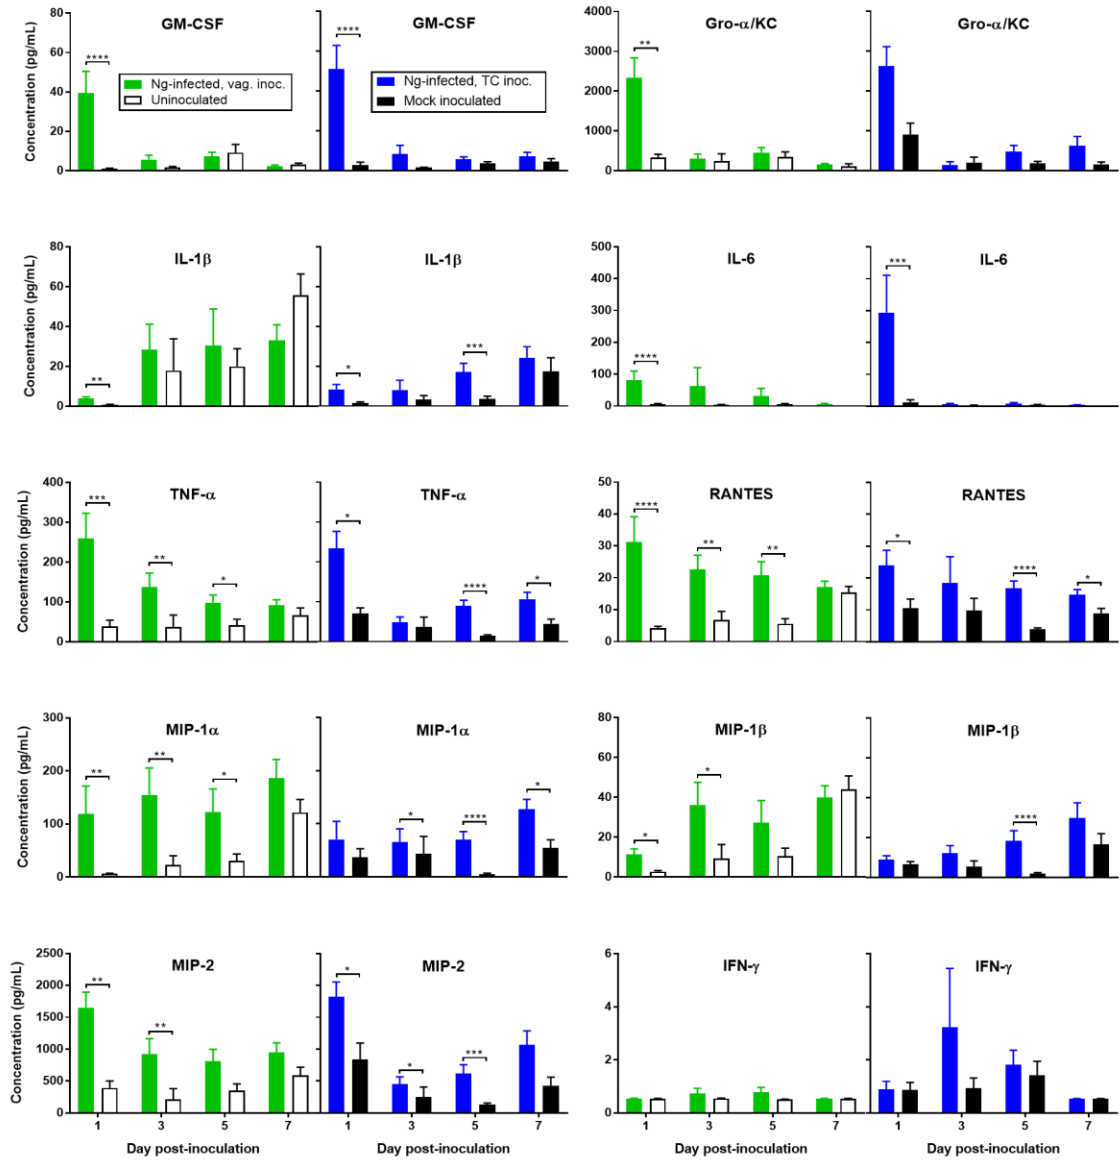 GM-CSF
GM-CSF
Gro-α/KC
Gro-α/KC
Concentration (pg/mL)
80
60
40
20
0
4000
3000
2000
1000
0
****
****
**
Ng-infected, vag. inoc.
Uninoculated
Ng-infected, TC inoc.
Mock inoculated
IL-1β
IL-1β
IL-6
IL-6
Concentration (pg/mL)
80
60
40
20
0
500
400
300
200
100
0
**
*
***
****
***
TNF-α
TNF-α
RANTES
RANTES
Concentration (pg/mL)
400
300
200
100
0
50
40
30
20
10
0
***
**
*
*
****
*
****
**
**
*
****
*
MIP-1α
MIP-1α
MIP-1β
MIP-1β
Concentration (pg/mL)
300
200
100
0
80
60
40
20
0
**
**
*
*
****
*
*
*
****
MIP-2
MIP-2
IFN-γ
IFN-γ
Concentration (pg/mL)
2500
2000
1500
1000
500
0
6
4
2
0
**
**
*
*
***
1 3 5 7 1 3 5 7 1 3 5 7 1 3 5 7
Day post-inoculation Day post-inoculation Day post-inoculation Day post-inoculation